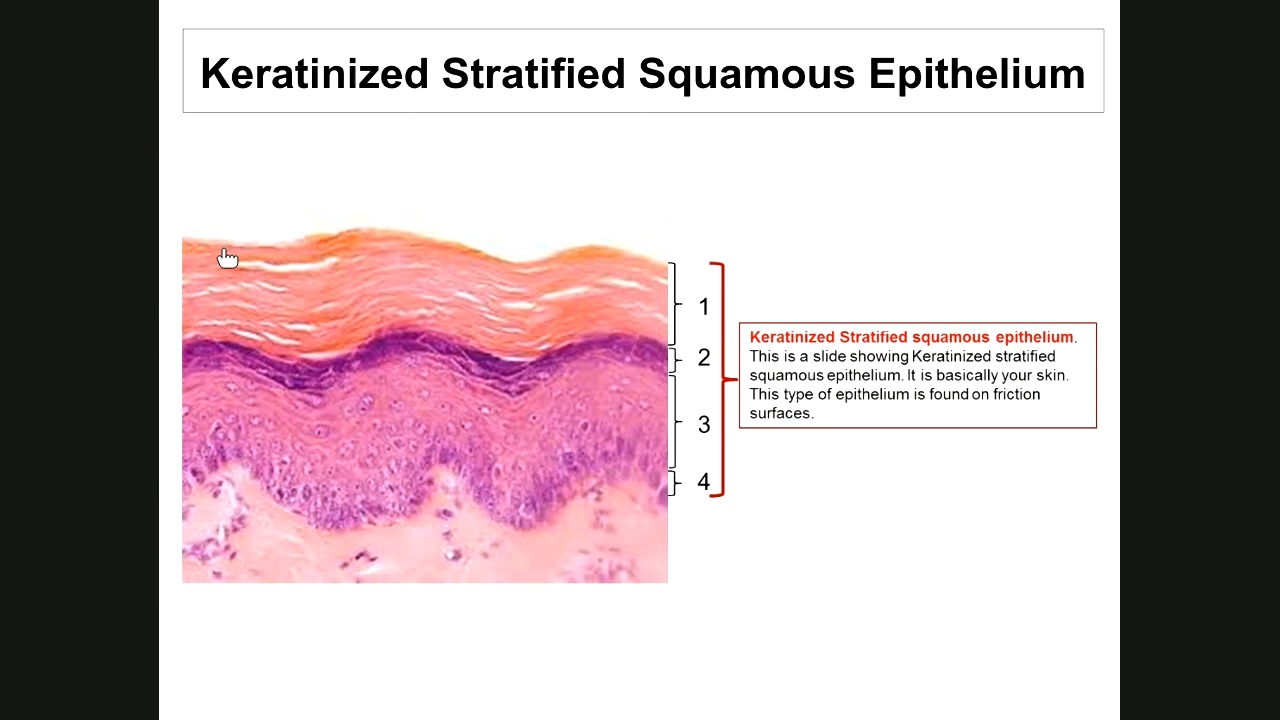 Keratinized Stratified Squamous Epithelium
1
2
3
4
Keratinized Stratified squamous epithelium.
This is a slide showing Keratinized stratified
squamous epithelium. It is basically your skin.
This type of epithelium is found on friction
surfaces.